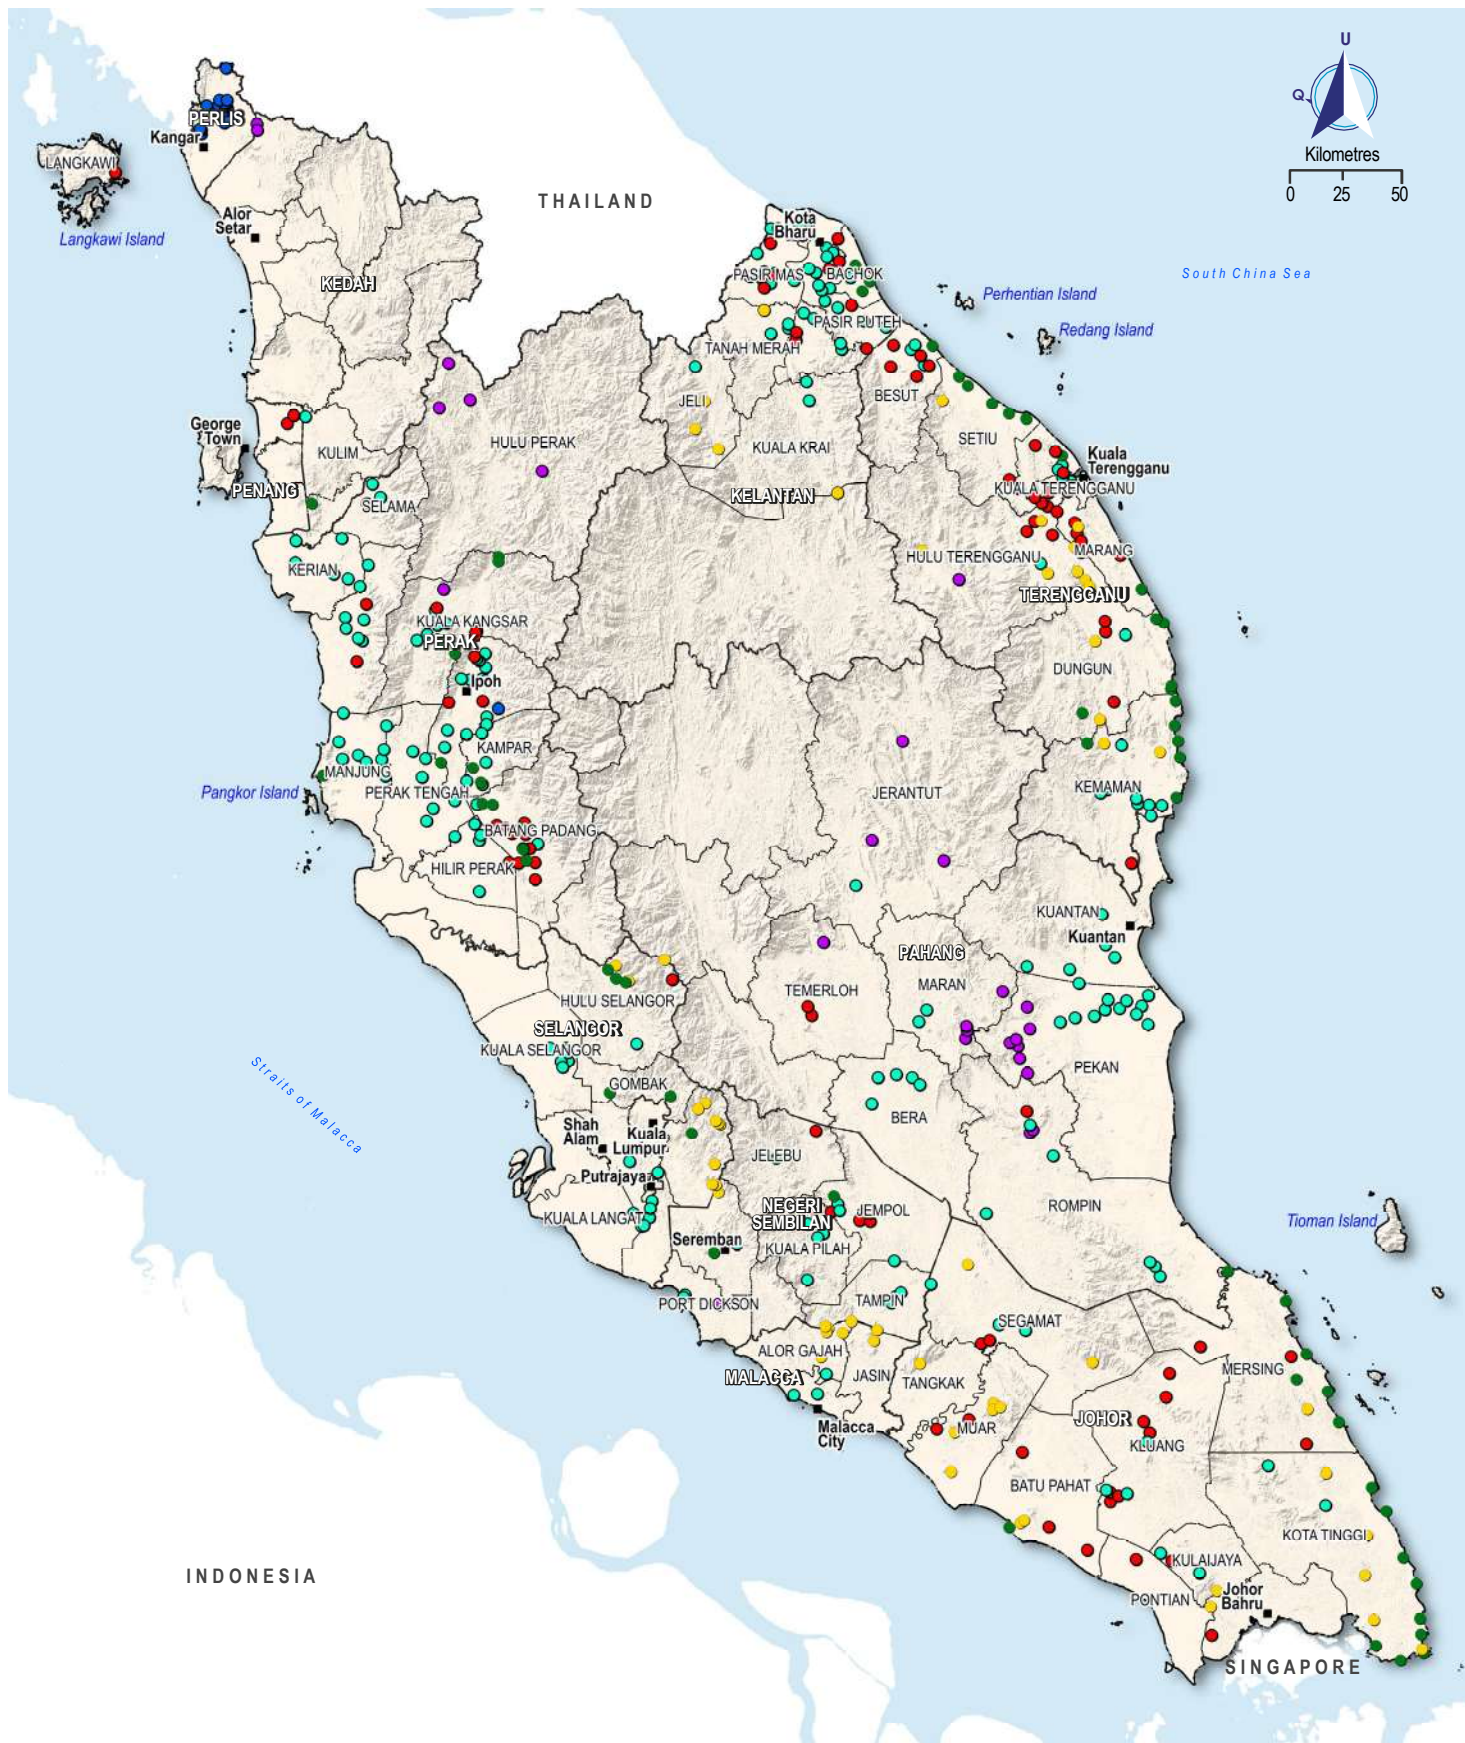 U
Q
Kilometres
0 25 50
PERLIS
Kangar
LANGKAWI
Langkawi Island
Alor
Setar
THAILAND
Kota
Bharu
PASIR MAS
BACHOK
South China Sea
KEDAH
Perhentian Island
Redang Island
PASIR PUTEH
TANAH MERAH
BESUT
JELI
George
Town
HULU PERAK
SETIU
KULIM
KUALA KRAI
Kuala
Terengganu
PENANG
KELANTAN
KUALA TERENGGANU
SELAMA
HULU TERENGGANU
MARANG
KERIAN
TERENGGANU
KUALA KANGSAR
PERAK
DUNGUN
Ipoh
KAMPAR
MANJUNG
PERAK TENGAH
Pangkor Island
JERANTUT
KEMAMAN
BATANG PADANG
HILIR PERAK
KUANTAN
Kuantan
PAHANG
MARAN
TEMERLOH
HULU SELANGOR
SELANGOR
KUALA SELANGOR
Straits of Malacca
PEKAN
GOMBAK
BERA
Shah
Alam
Kuala
Lumpur
JELEBU
Putrajaya
NEGERI
SEMBILAN
JEMPOL
ROMPIN
KUALA LANGAT
Tioman Island
Seremban
KUALA PILAH
PORT DICKSON
TAMPIN
SEGAMAT
ALOR GAJAH
MERSING
MALACCA
JASIN
TANGKAK
JOHOR
Malacca
City
MUAR
KLUANG
BATU PAHAT
KOTA TINGGI
INDONESIA
KULAIJAYA
PONTIAN
Johor
Bahru
SINGAPORE